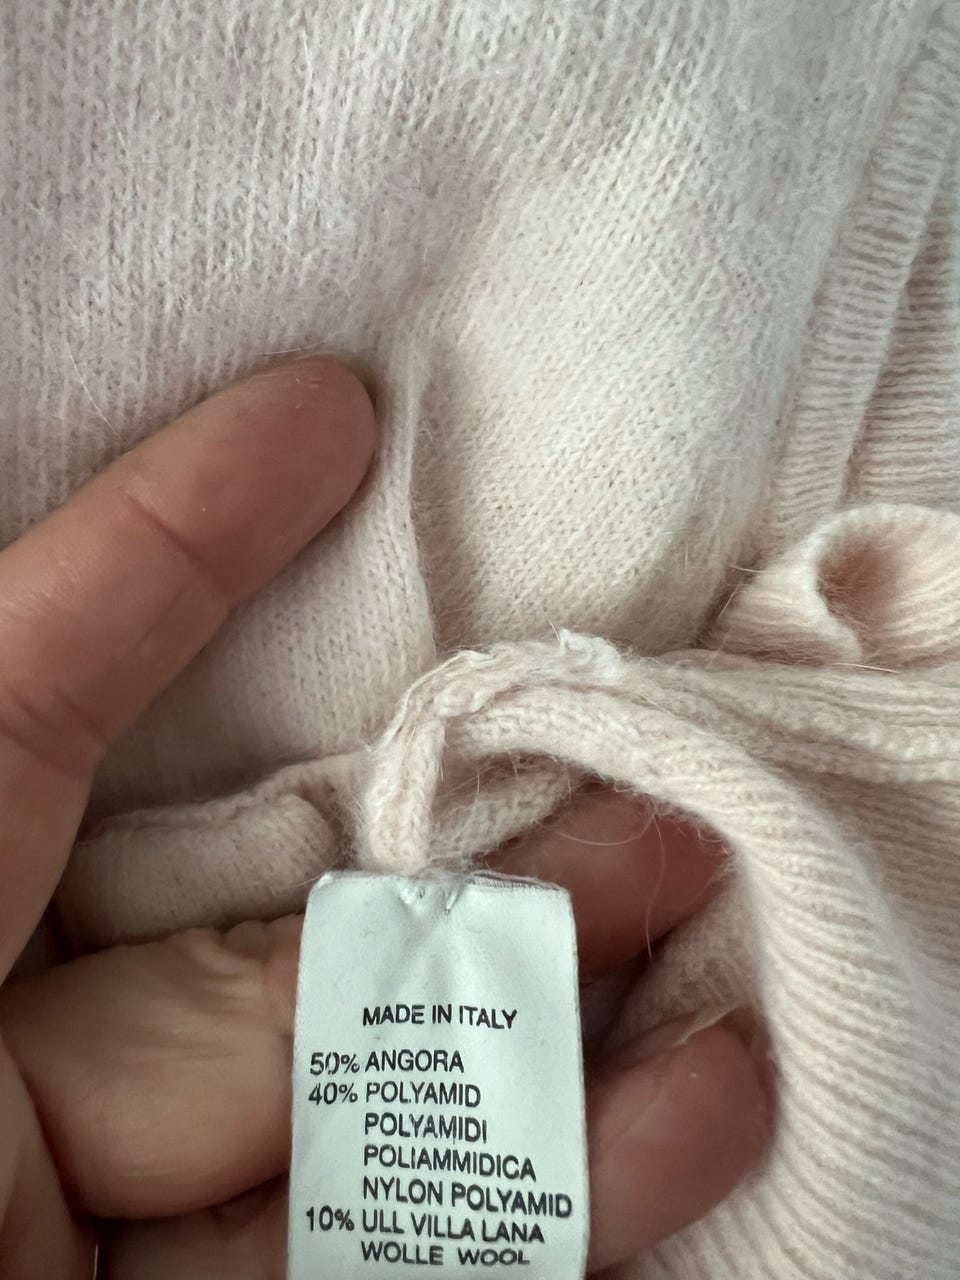 MADE IN ITALY
50% ANGORA
40% POLYAMID
POLYAMIDI
POLIAMMIDICA
NYLON POLYAMID
10% ULL VILLA LANA
WOLLE WOOL